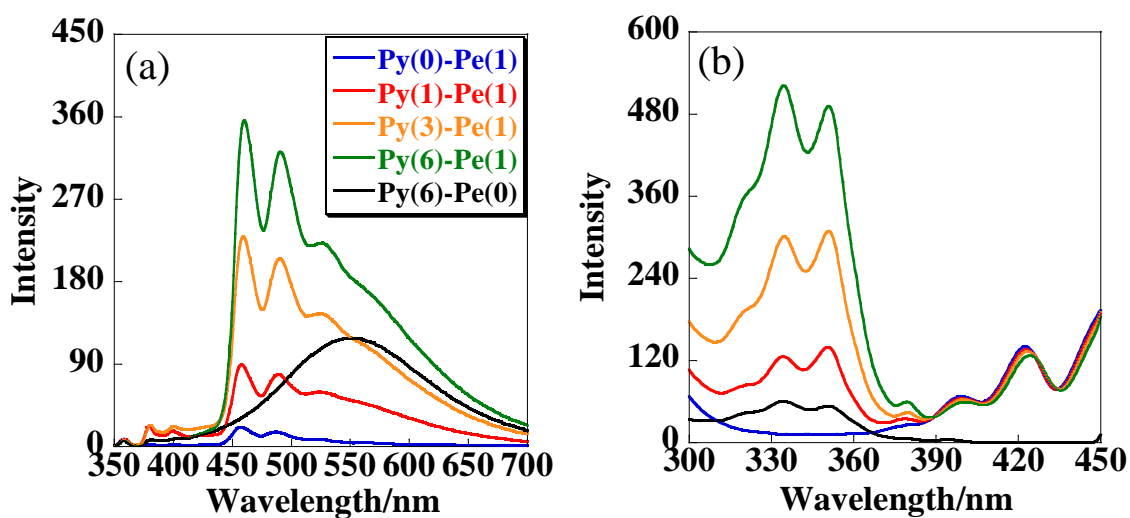 (a)
Py(0)-Pe(1)
Py(1)-Pe(1)
Py(3)-Pe(1)
Py(6)-Pe(1)
Py(6)-Pe(0)
450
360
270
180
90
0
Intensity
350 400 450 500 550 600 650 700
Wavelength/nm
(b)
600
480
360
240
120
0
Intensity
300 330 360 390 420 450
Wavelength/nm